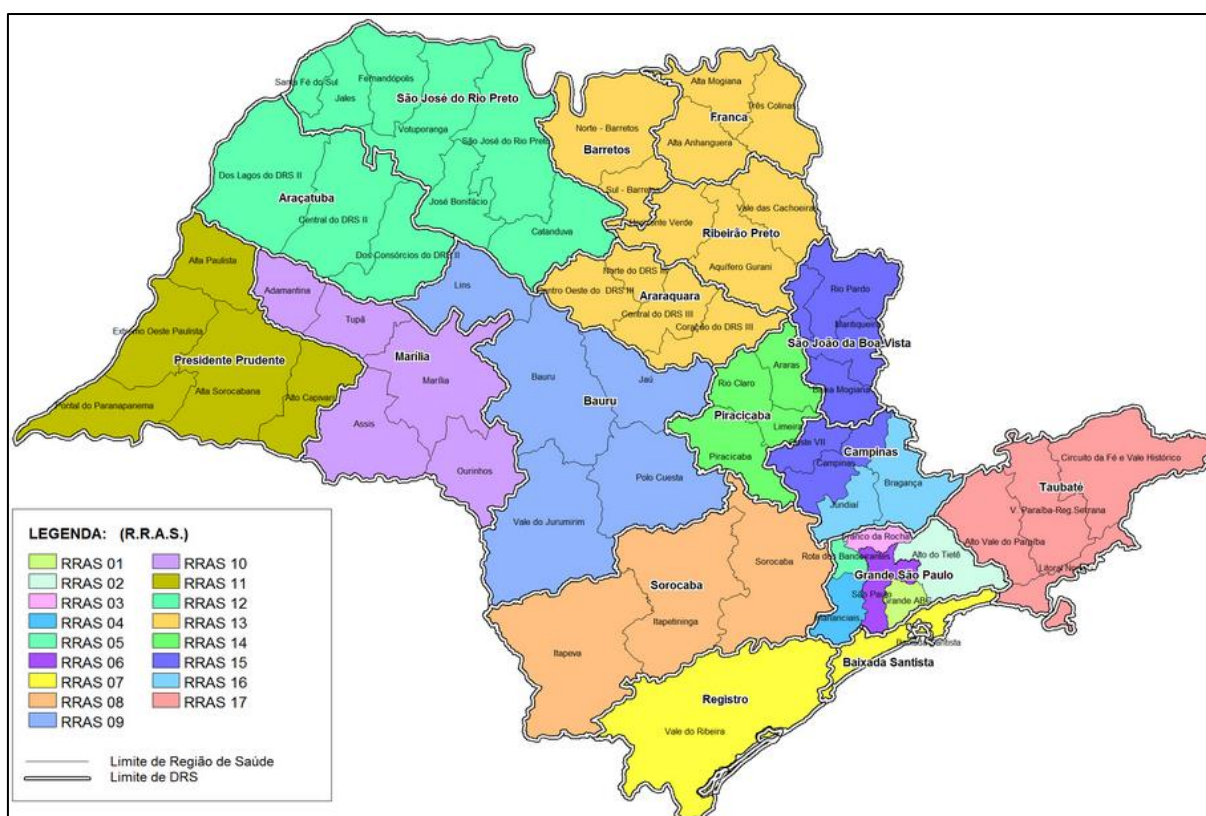 Alta Mogiana
Santa Fé do Sul
Fernandópolis
Jales
São José do Rio Preto
Três Colinas
Franca
Votuporanga
Norte - Barretos
São José do Rio Preto
Barretos
Alta Anhanguera
Dos Lagos do DRS II
Sul - Barretos
Araçatuba
José Bonifácio
Vale das Cachoeiras
Central do DRS II
Horizonte Verde
Catanduva
Ribeirão Preto
Dos Consórcios do DRS II
Alta Paulista
Aquífero Gurani
Norte do DRS III
Lins
Adamantina
Centro Oeste do DRS III
Araraquara
Rio Pardo
Tupã
Central do DRS III
Extremo Oeste Paulista
Coração do DRS III
Mantiqueira
São João da Boa Vista
Presidente Prudente
Marília
Araras
Bauru
Jaú
Rio Claro
Marília
Alta Sorocabana
Alto Capivari
Baixa Mogiana
Bauru
Pontal do Paranapanema
Piracicaba
Assis
Limeira
Oeste VII
Campinas
Piracicaba
Campinas
Circuito da Fé e Vale Histórico
Ourinhos
Polo Cuesta
Bragança
Taubaté
Jundiaí
V. Paraíba-Reg.Serrana
Vale do Jurumirim
Franco da Rocha
Alto Vale do Paraíba
Rota dos Bandeirantes
Alto do Tietê
Sorocaba
Grande São Paulo
Litoral Norte
Sorocaba
São Paulo
Grande ABC
Itapetininga
Mananciais
Baixada Santista
Itapeva
Baixada Santista
Registro
Vale do Ribeira
LEGENDA: (R.R.A.S.)
RRAS 01
RRAS 02
RRAS 03
RRAS 04
RRAS 05
RRAS 06
RRAS 07
RRAS 08
RRAS 09
RRAS 10
RRAS 11
RRAS 12
RRAS 13
RRAS 14
RRAS 15
RRAS 16
RRAS 17
Limite de Região de Saúde
Limite de DRS